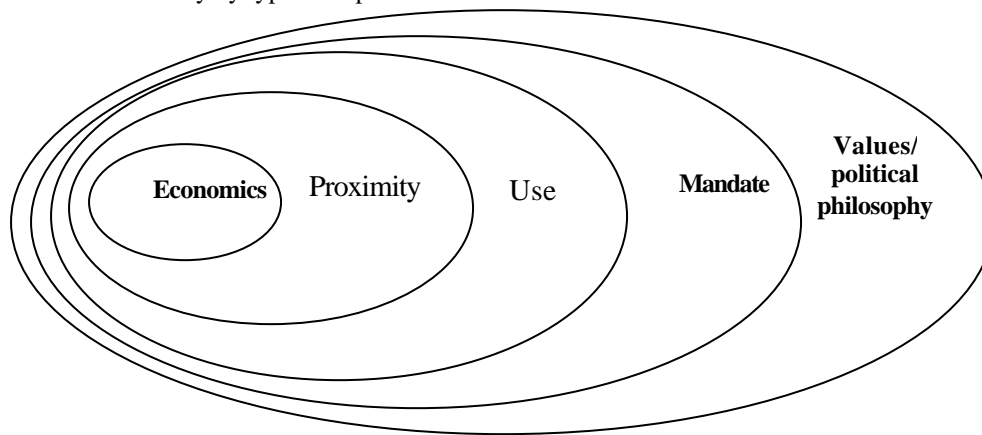 Economics
Proximity
Use
Mandate
Values/
political
philosophy